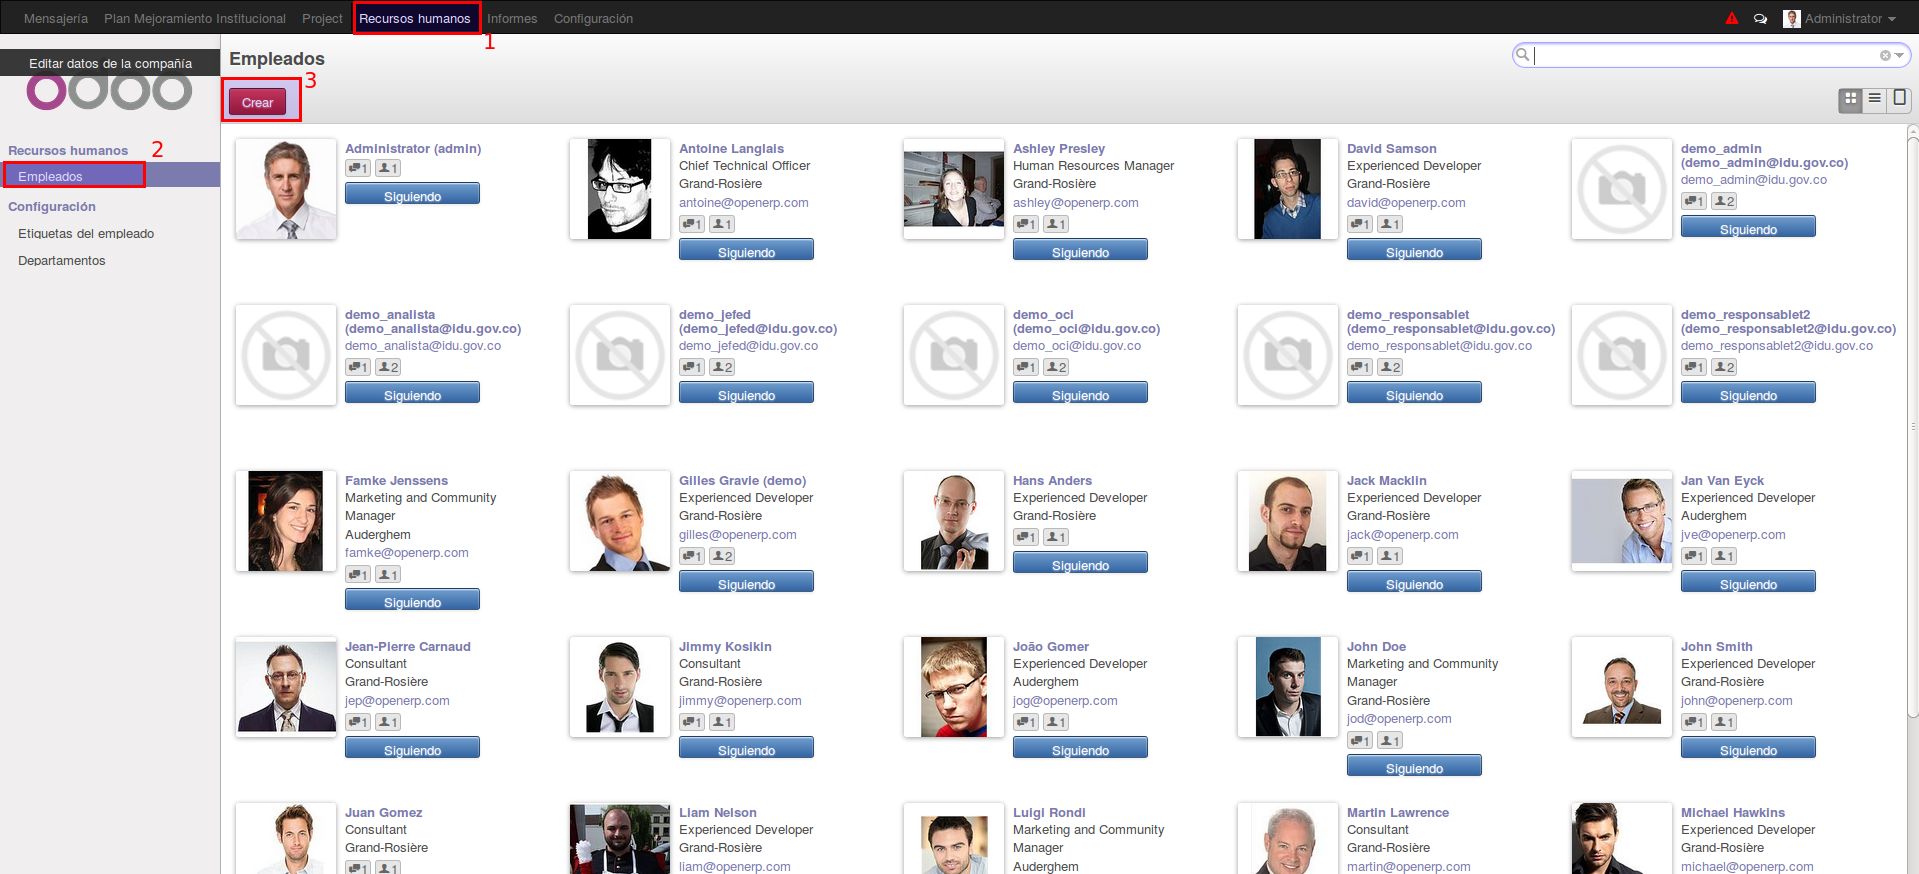 Mensajería Plan Mejoramiento Institucional Project Recursos humanos Informes Configuración Administrator
1
Editar datos de la compañía
odoo
Empleados
Crear
3
Recursos humanos
2
Empleados
Configuración
Etiquetas del empleado
Departamentos
Administrator (admin)
1 1
Siguiendo
Antoine Langlais
Chief Technical Officer
Grand-Rosière
antoine@openerp.com
1 1
Siguiendo
Ashley Presley
Human Resources Manager
Grand-Rosière
ashley@openerp.com
1 1
Siguiendo
David Samson
Experienced Developer
Grand-Rosière
david@openerp.com
1 1
Siguiendo
demo_admin
(demo_admin@idu.gov.co)
demo_admin@idu.gov.co
1 2
Siguiendo
demo_analista
(demo_analista@idu.gov.co)
demo_analista@idu.gov.co
1 2
Siguiendo
demo_jefed
(demo_jefed@idu.gov.co)
demo_jefed@idu.gov.co
1 2
Siguiendo
demo_oci
(demo_oci@idu.gov.co)
demo_oci@idu.gov.co
1 2
Siguiendo
demo_responsablet
(demo_responsablet@idu.gov.co)
demo_responsablet@idu.gov.co
1 2
Siguiendo
demo_responsablet2
(demo_responsablet2@idu.gov.co)
demo_responsablet2@idu.gov.co
1 2
Siguiendo
Famke Jenssens
Marketing and Community
Manager
Auderghem
famke@openerp.com
1 1
Siguiendo
Gilles Gravie (demo)
Experienced Developer
Grand-Rosière
gilles@openerp.com
1 2
Siguiendo
Hans Anders
Experienced Developer
Grand-Rosière
1 1
Siguiendo
Jack Macklin
Experienced Developer
Grand-Rosière
jack@openerp.com
1 1
Siguiendo
Jan Van Eyck
Experienced Developer
Auderghem
jve@openerp.com
1 1
Siguiendo
Jean-Pierre Carnaud
Consultant
Grand-Rosière
jep@openerp.com
1 1
Siguiendo
Jimmy Kosikin
Consultant
Grand-Rosière
jimmy@openerp.com
1 1
Siguiendo
João Gomer
Experienced Developer
Auderghem
jog@openerp.com
1 1
Siguiendo
John Doe
Marketing and Community
Manager
Grand-Rosière
jod@openerp.com
1 1
Siguiendo
John Smith
Experienced Developer
Grand-Rosière
john@openerp.com
1 1
Siguiendo
Juan Gomez
Consultant
Grand-Rosière
1 1
Liam Nelson
Experienced Developer
Grand-Rosière
liam@openerp.com
Luigi Rondi
Marketing and Community
Manager
Auderghem
Martin Lawrence
Consultant
Grand-Rosière
martin@openerp.com
Michael Hawkins
Experienced Developer
Grand-Rosière
michael@openerp.com